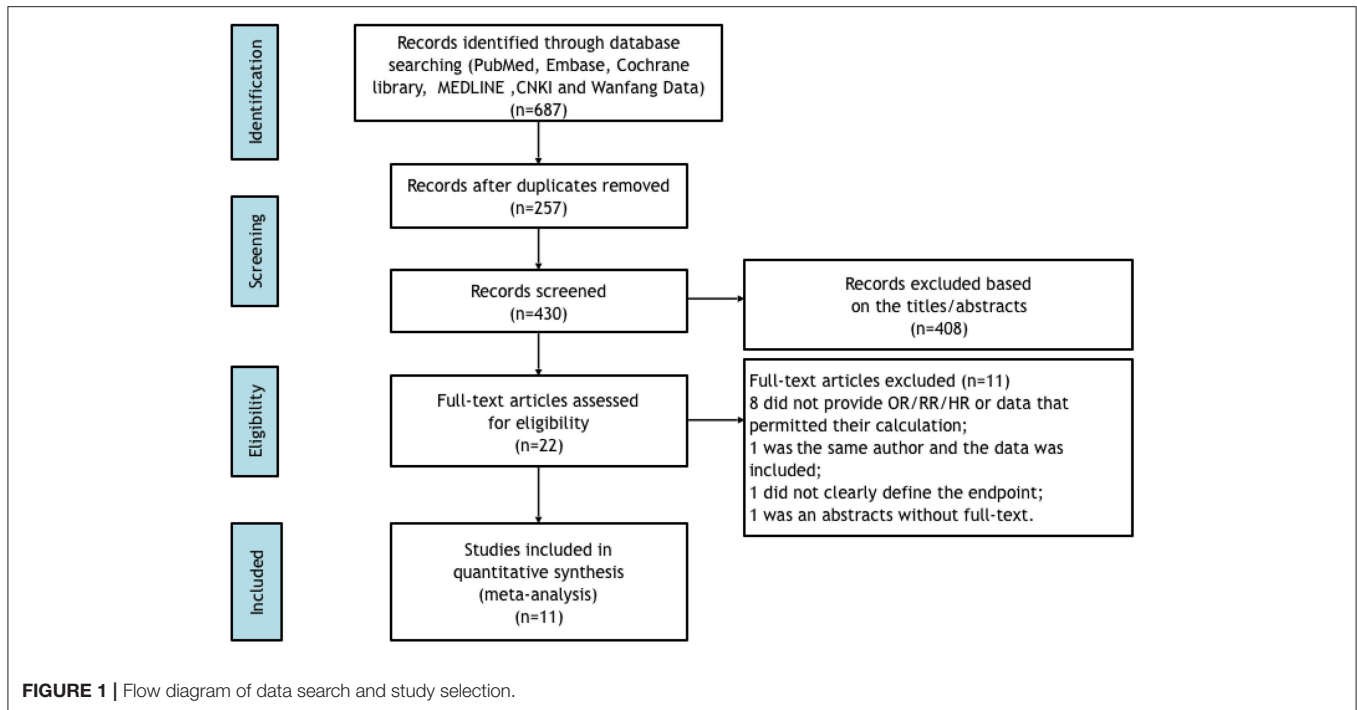 Identification
Records identified through database
searching (PubMed, Embase, Cochrane
library, MEDLINE ,CNKI and Wanfang Data)
(n=687)
Records after duplicates removed
(n=257)
Screening
Records screened
(n=430)
Records excluded based
on the titles/abstracts
(n=408)
Eligibility
Full-text articles assessed
for eligibility
(n=22)
Full-text articles excluded (n=11)
8 did not provide OR/RR/HR or data that
permitted their calculation;
1 was the same author and the data was
included;
1 did not clearly define the endpoint;
1 was an abstracts without full-text.
Included
Studies included in
quantitative synthesis
(meta-analysis)
(n=11)
FIGURE 1 | Flow diagram of data search and study selection.